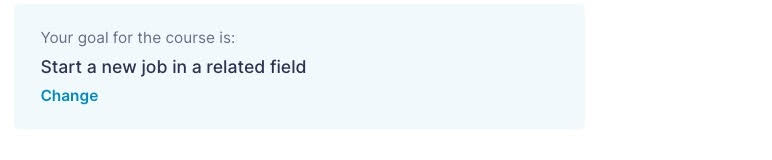 Your goal for the course is:
Start a new job in a related field
Change